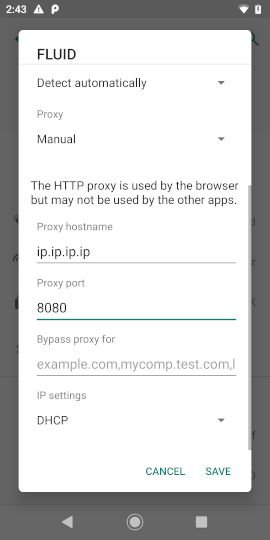 2:43
FLUID
Detect automatically
Proxy
Manual
The HTTP proxy is used by the browser
but may not be used by the other apps.
Proxy hostname
ip.ip.ip.ip
Proxy port
8080
Bypass proxy for
example.com,mycomp.test.com,l
IP settings
DHCP
CANCEL SAVE